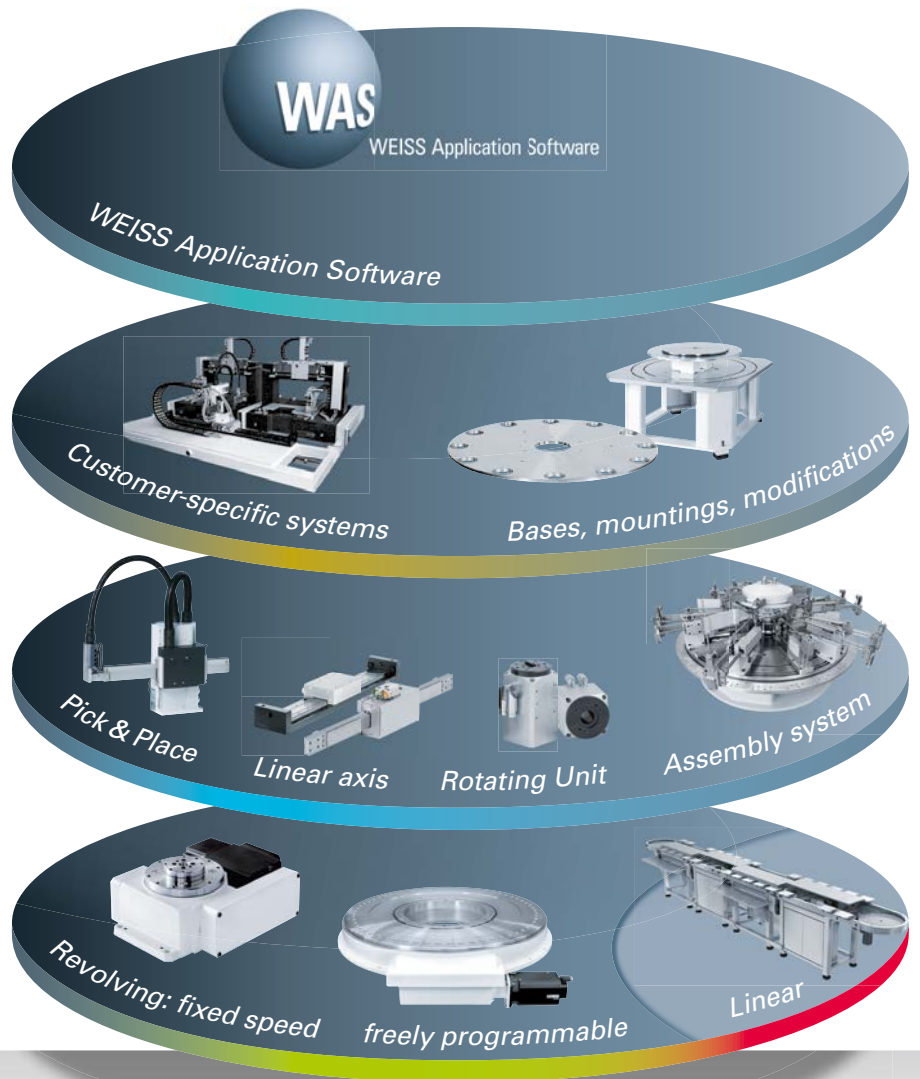 WAS
WEISS Application Software
WEISS Application Software
Customer-specific systems
Bases, mountings, modifications
Pick & Place
Linear axis
Rotating Unit
Assembly system
Revolving: fixed speed
freely programmable
Linear